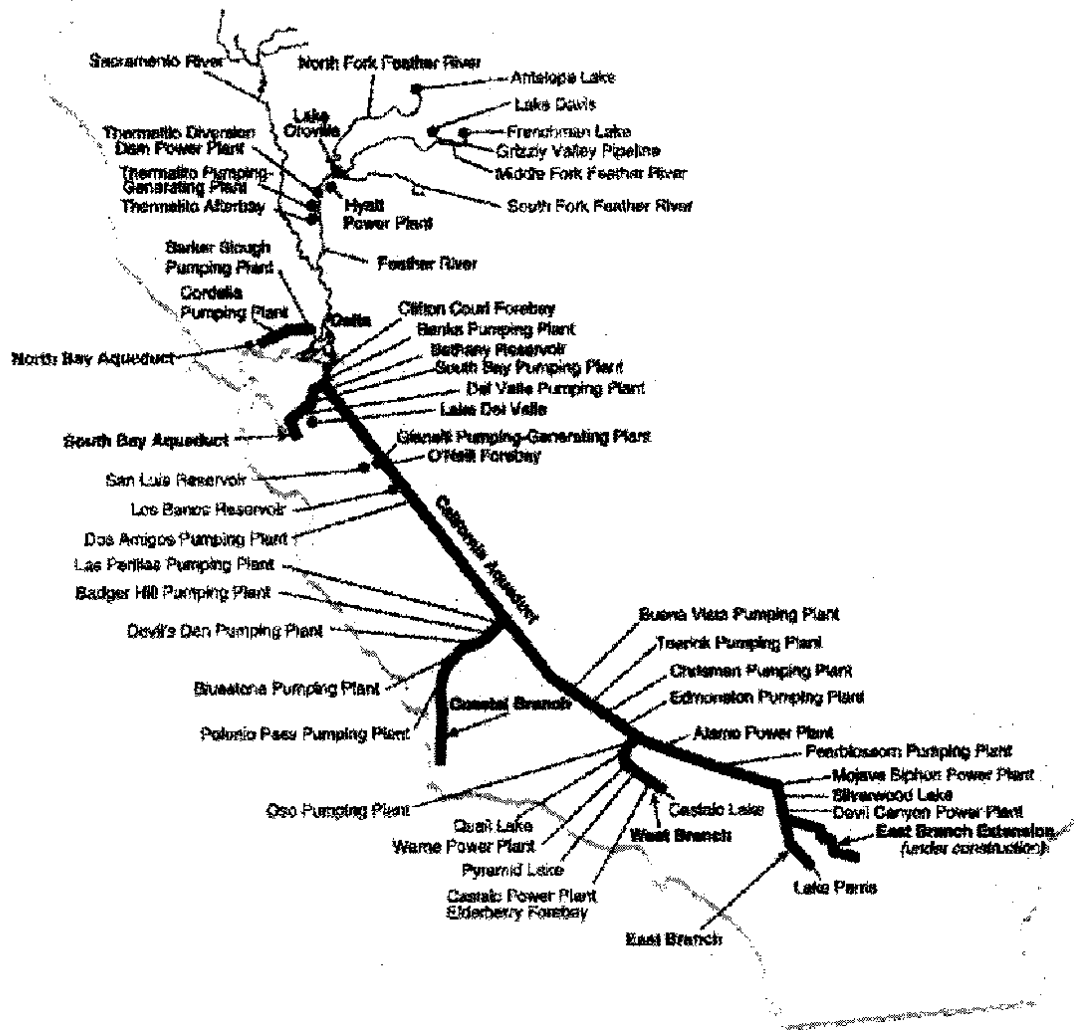 Sacramento River
North Fork Feather River
Antelope Lake
Lake Davis
Lake
Oroville
Frenchman Lake
Thermalito Diversion
Dam Power Plant
Grizzly Valley Pipeline
Middle Fork Feather River
Thermalito Pumping-
Generating Plant
Thermalito Afterbay
Hyatt
Power Plant
South Fork Feather River
Barker Slough
Pumping Plant
Feather River
Cordelia
Pumping Plant
Delta
Clifton Court Forebay
Banks Pumping Plant
North Bay Aqueduct
Bethany Reservoir
South Bay Pumping Plant
Del Valle Pumping Plant
Lake Del Valle
South Bay Aqueduct
Gianelli Pumping-Generating Plant
O'Neill Forebay
San Luis Reservoir
Los Banos Reservoir
Dos Amigos Pumping Plant
California Aqueduct
Las Perillas Pumping Plant
Badger Hill Pumping Plant
Devil's Den Pumping Plant
Bluestone Pumping Plant
Polonio Pass Pumping Plant
Coastal Branch
Buena Vista Pumping Plant
Teerink Pumping Plant
Chrisman Pumping Plant
Edmonston Pumping Plant
Alamo Power Plant
Pearblossom Pumping Plant
Mojave Siphon Power Plant
Silverwood Lake
Devil Canyon Power Plant
East Branch Extension
(under construction)
Oso Pumping Plant
Quail Lake
Warne Power Plant
Pyramid Lake
Castaic Power Plant
Elderberry Forebay
Castaic Lake
West Branch
Lake Perris
East Branch